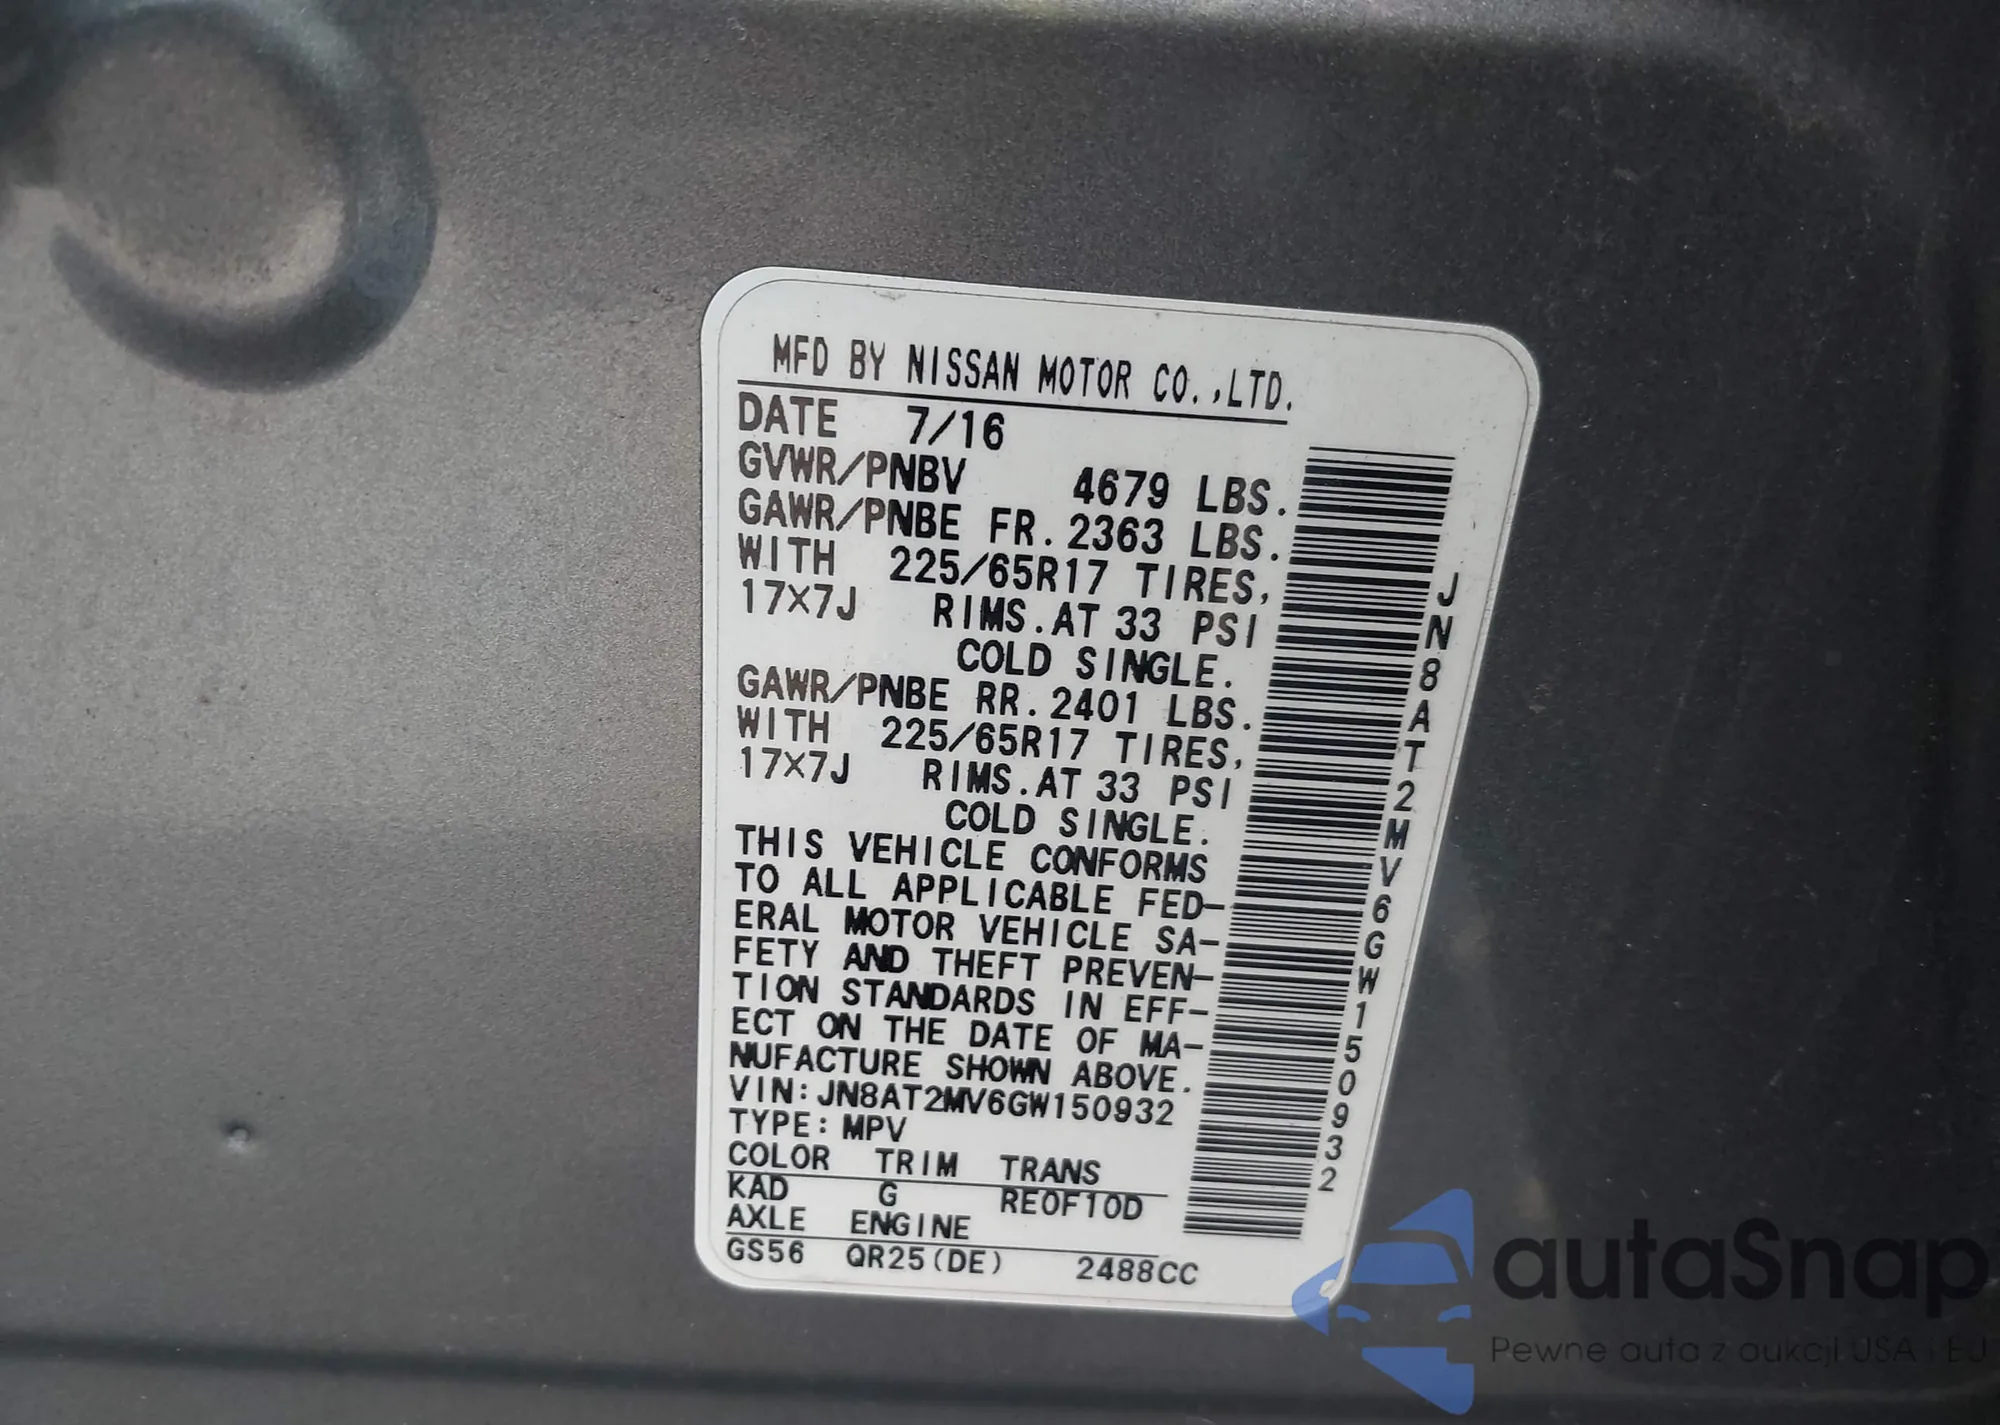 MFD BY NISSAN MOTOR CO.,LTD.
DATE 7/16
GVWR/PNBV 4679 LBS.
GAWR/PNBE FR. 2363 LBS.
WITH 225/65R17 TIRES,
17×7J RIMS. AT 33 PSI
COLD SINGLE.
GAWR/PNBE RR. 2401 LBS.
WITH 225/65R17 TIRES,
17×7J RIMS. AT 33 PSI
COLD SINGLE.
THIS VEHICLE CONFORMS
TO ALL APPLICABLE FED-
ERAL MOTOR VEHICLE SA-
FETY AND THEFT PREVEN-
TION STANDARDS IN EFF-
ECT ON THE DATE OF MA-
NUFACTURE SHOWN ABOVE.
VIN: JN8AT2MV6GW150932
TYPE: MPV
COLOR TRIM TRANS
KAD G RE0F10D
AXLE ENGINE
GS56 QR25(DE) 2488CC
JN8AT2MV6GW150932
autaSnap
Pewne auta z aukcji USA i EJ